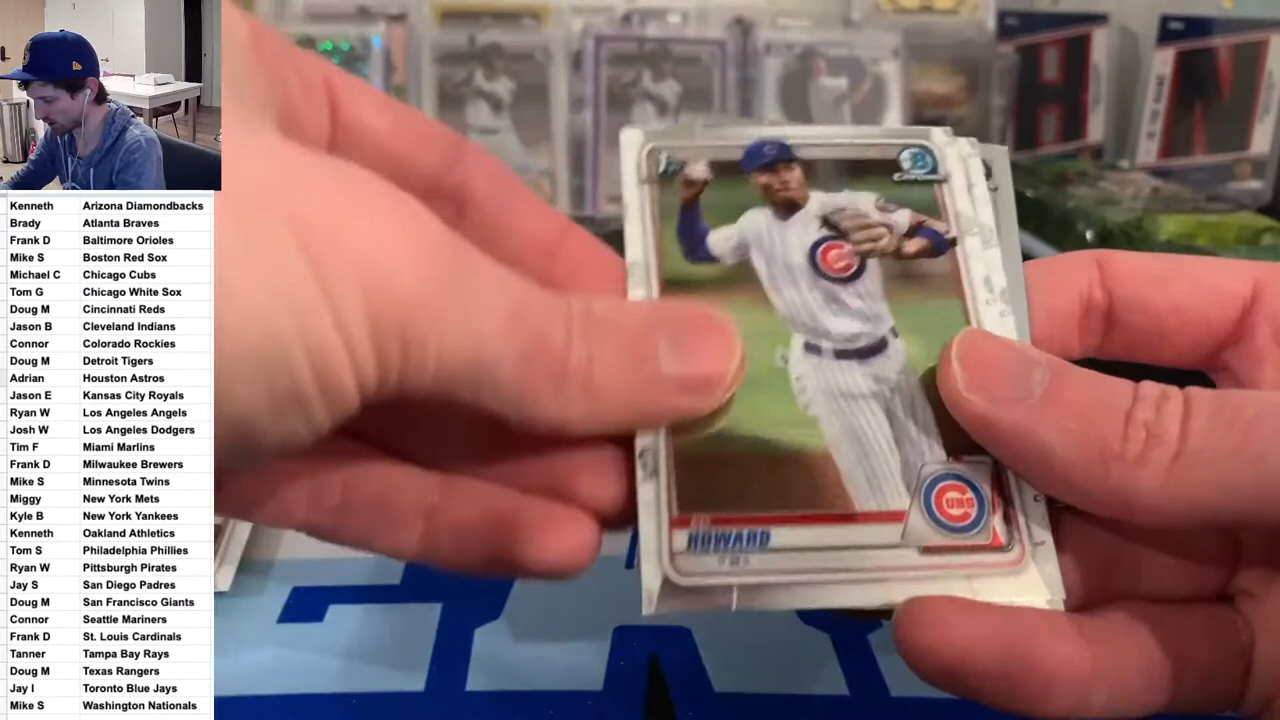 Kenneth Arizona Diamondbacks
Brady Atlanta Braves
Frank D Baltimore Orioles
Mike S Boston Red Sox
Michael C Chicago Cubs
Tom G Chicago White Sox
Doug M Cincinnati Reds
Jason B Cleveland Indians
Connor Colorado Rockies
Doug M Detroit Tigers
Adrian Houston Astros
Jason E Kansas City Royals
Ryan W Los Angeles Angels
Josh W Los Angeles Dodgers
Tim F Miami Marlins
Frank D Milwaukee Brewers
Mike S Minnesota Twins
Miggy New York Mets
Kyle B New York Yankees
Kenneth Oakland Athletics
Tom S Philadelphia Phillies
Ryan W Pittsburgh Pirates
Jay S San Diego Padres
Doug M San Francisco Giants
Connor Seattle Mariners
Frank D St. Louis Cardinals
Tanner Tampa Bay Rays
Doug M Texas Rangers
Jay I Toronto Blue Jays
Mike S Washington Nationals
CUBS
HOWARD